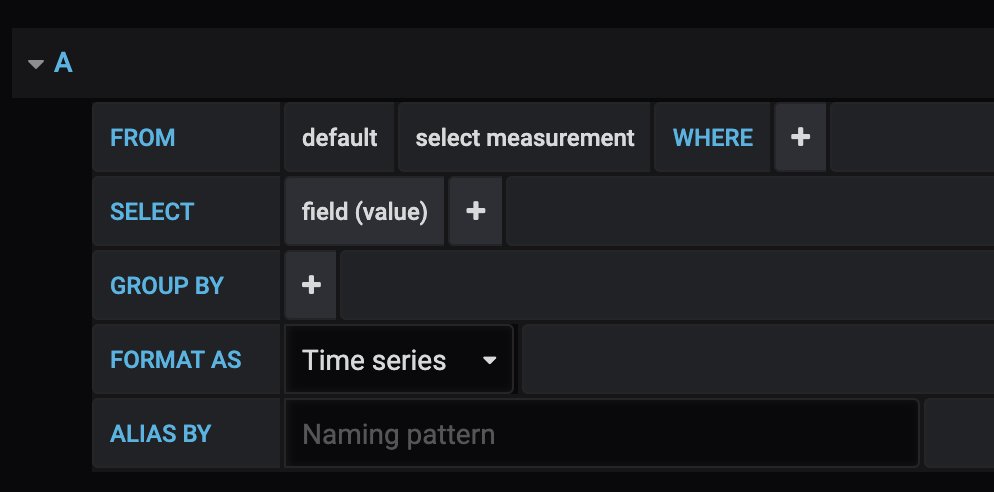 A
FROM default select measurement WHERE +
SELECT field (value) +
GROUP BY +
FORMAT AS Time series
ALIAS BY Naming pattern